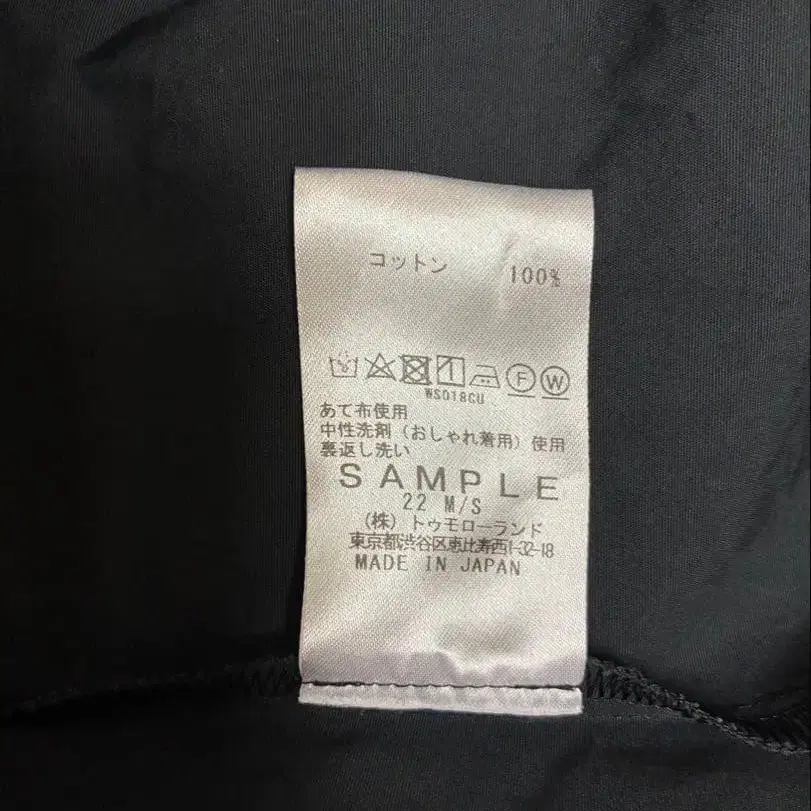 コットン 100%
F W
WS018CU
あて布使用
中性洗剤（おしゃれ着用）使用
裏返し洗い
SAMPLE
22 M/S
（株）トゥモローランド
東京都渋谷区恵比寿西1-32-18
MADE IN JAPAN